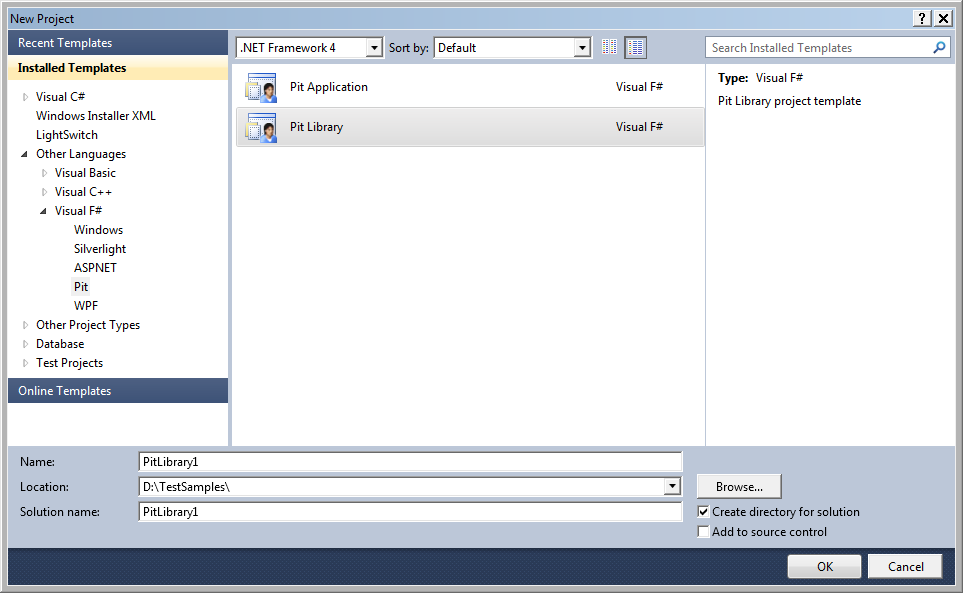 New Project
Recent Templates
Installed Templates
Visual C#
Windows Installer XML
LightSwitch
Other Languages
Visual Basic
Visual C++
Visual F#
Windows
Silverlight
ASPNET
Pit
WPF
Other Project Types
Database
Test Projects
Online Templates
.NET Framework 4 Sort by: Default
Pit Application Visual F#
Pit Library Visual F#
Search Installed Templates
Type: Visual F#
Pit Library project template
Name: PitLibrary1
Location: D:\TestSamples\ Browse...
Solution name: PitLibrary1 Create directory for solution
Add to source control
OK Cancel